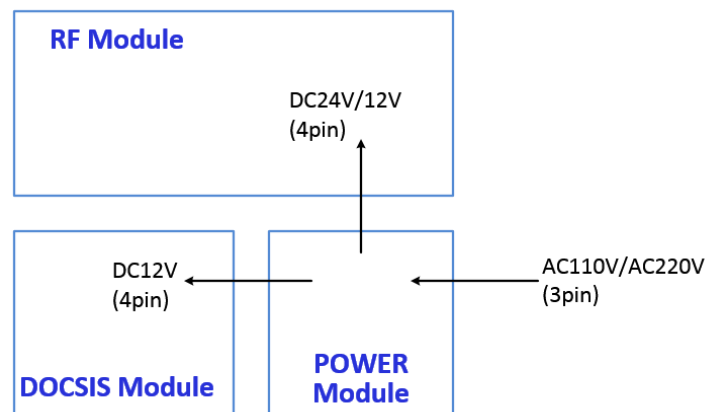 RF Module
DC24V/12V
(4pin)
DC12V
(4pin)
AC110V/AC220V
(3pin)
DOCSIS Module
POWER
Module